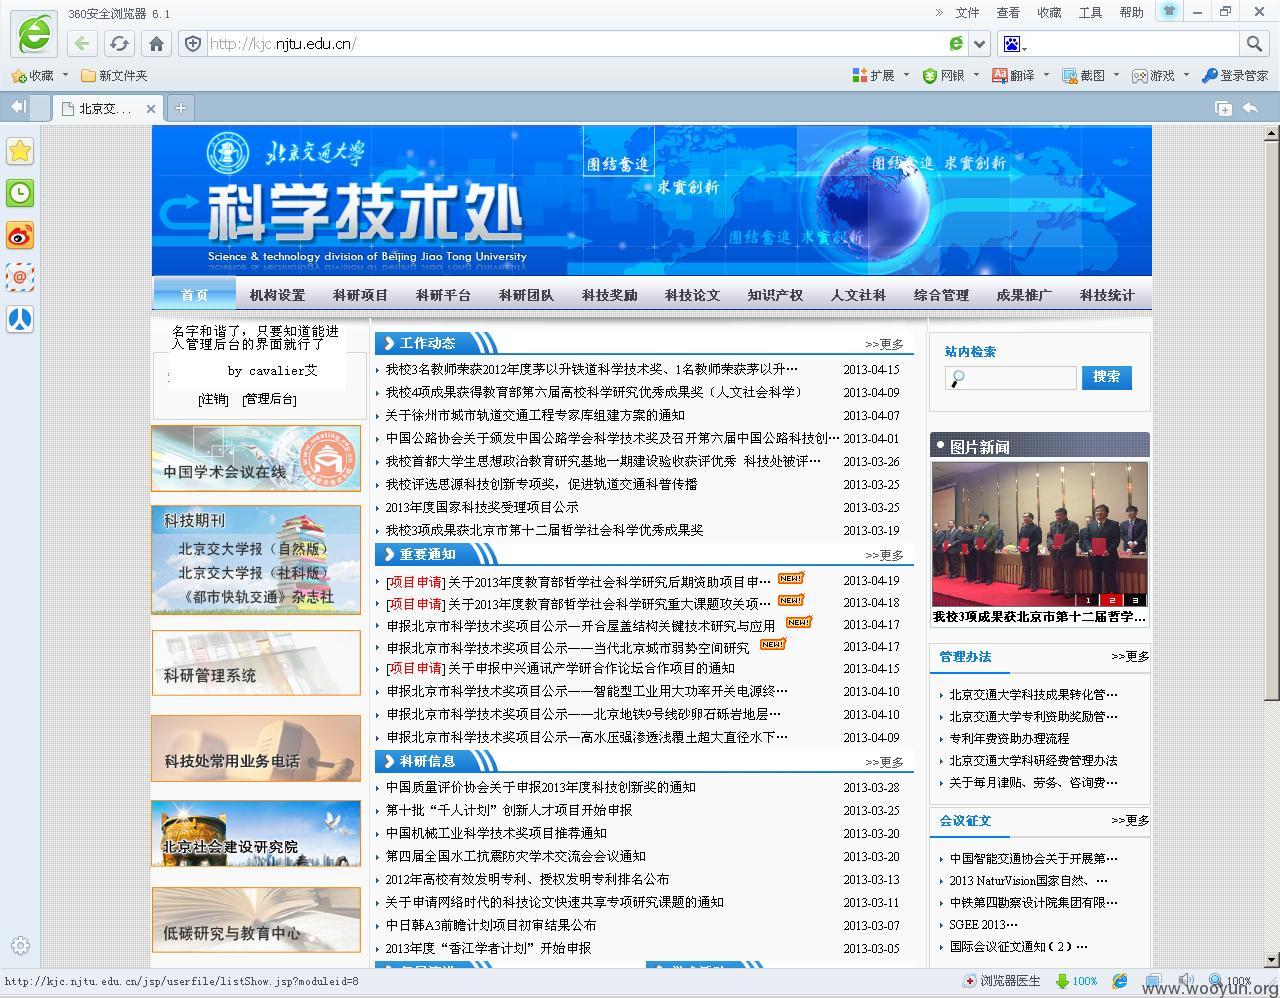 360安全浏览器 6.1
» 文件 查看 收藏 工具 帮助
http://kjc.njtu.edu.cn/
收藏 新文件夹
扩展 网银 翻译 截图 游戏 登录管家
北京交...
北京交通大学
科学技术处
Science & technology division of Beijing Jiao Tong University
團结奮進
求實創新
團结奮進 求實創新
團结奮進 求實創新
首页 机构设置 科研项目 科研平台 科研团队 科技奖励 科技论文 知识产权 人文社科 综合管理 成果推广 科技统计
名字和谐了，只要知道能进
入管理后台的界面就行了
by cavalier艾
[注销] [管理后台]
中国学术会议在线
科技期刊
北京交大学报（自然版）
北京交大学报（社科版）
《都市快轨交通》杂志社
科研管理系统
科技处常用业务电话
北京社会建设研究院
低碳研究与教育中心
工作动态 >>更多
我校3名教师荣获2012年度茅以升铁道科学技术奖、1名教师荣获茅以升… 2013-04-15
我校4项成果获得教育部第六届高校科学研究优秀成果奖（人文社会科学） 2013-04-09
关于徐州市城市轨道交通工程专家库组建方案的通知 2013-04-07
中国公路协会关于颁发中国公路学会科学技术奖及召开第六届中国公路科技创… 2013-04-01
我校首都大学生思想政治教育研究基地一期建设验收获评优秀 科技处被评… 2013-03-26
我校评选思源科技创新专项奖，促进轨道交通科普传播 2013-03-25
2013年度国家科技奖受理项目公示 2013-03-25
我校3项成果获北京市第十二届哲学社会科学优秀成果奖 2013-03-19
重要通知 >>更多
[项目申请] 关于2013年度教育部哲学社会科学研究后期资助项目申… NEW! 2013-04-19
[项目申请] 关于2013年度教育部哲学社会科学研究重大课题攻关项… NEW! 2013-04-18
申报北京市科学技术奖项目公示—开合屋盖结构关键技术研究与应用 NEW! 2013-04-17
申报北京市科学技术奖项目公示——当代北京城市弱势空间研究 NEW! 2013-04-17
[项目申请] 关于申报中兴通讯产学研合作论坛合作项目的通知 2013-04-15
申报北京市科学技术奖项目公示——智能型工业用大功率开关电源终… 2013-04-10
申报北京市科学技术奖项目公示——北京地铁9号线砂卵石砾岩地层… 2013-04-10
申报北京市科学技术奖项目公示—高水压强渗透浅覆土超大直径水下… 2013-04-09
科研信息 >>更多
中国质量评价协会关于申报2013年度科技创新奖的通知 2013-03-28
第十批“千人计划”创新人才项目开始申报 2013-03-25
中国机械工业科学技术奖项目推荐通知 2013-03-20
第四届全国水工抗震防灾学术交流会会议通知 2013-03-20
2012年高校有效发明专利、授权发明专利排名公布 2013-03-13
关于申请网络时代的科技论文快速共享专项研究课题的通知 2013-03-11
中日韩A3前瞻计划项目初审结果公布 2013-03-07
2013年度“香江学者计划”开始申报 2013-03-05
站内检索
搜索
图片新闻
1 2 3
我校3项成果获北京市第十二届哲学...
管理办法 >>更多
北京交通大学科技成果转化管…
北京交通大学专利资助奖励管…
专利年费资助办理流程
北京交通大学科研经费管理办法
关于每月津贴、劳务、咨询费…
会议征文 >>更多
中国智能交通协会关于开展第…
2013 NaturVision国家自然、…
中铁第四勘察设计院集团有限…
SGEE 2013…
国际会议征文通知（2）…
http://kjc.njtu.edu.cn/jsp/userfile/listShow.jsp?moduleid=8
浏览器医生 100% 100%
www.wooyun.org